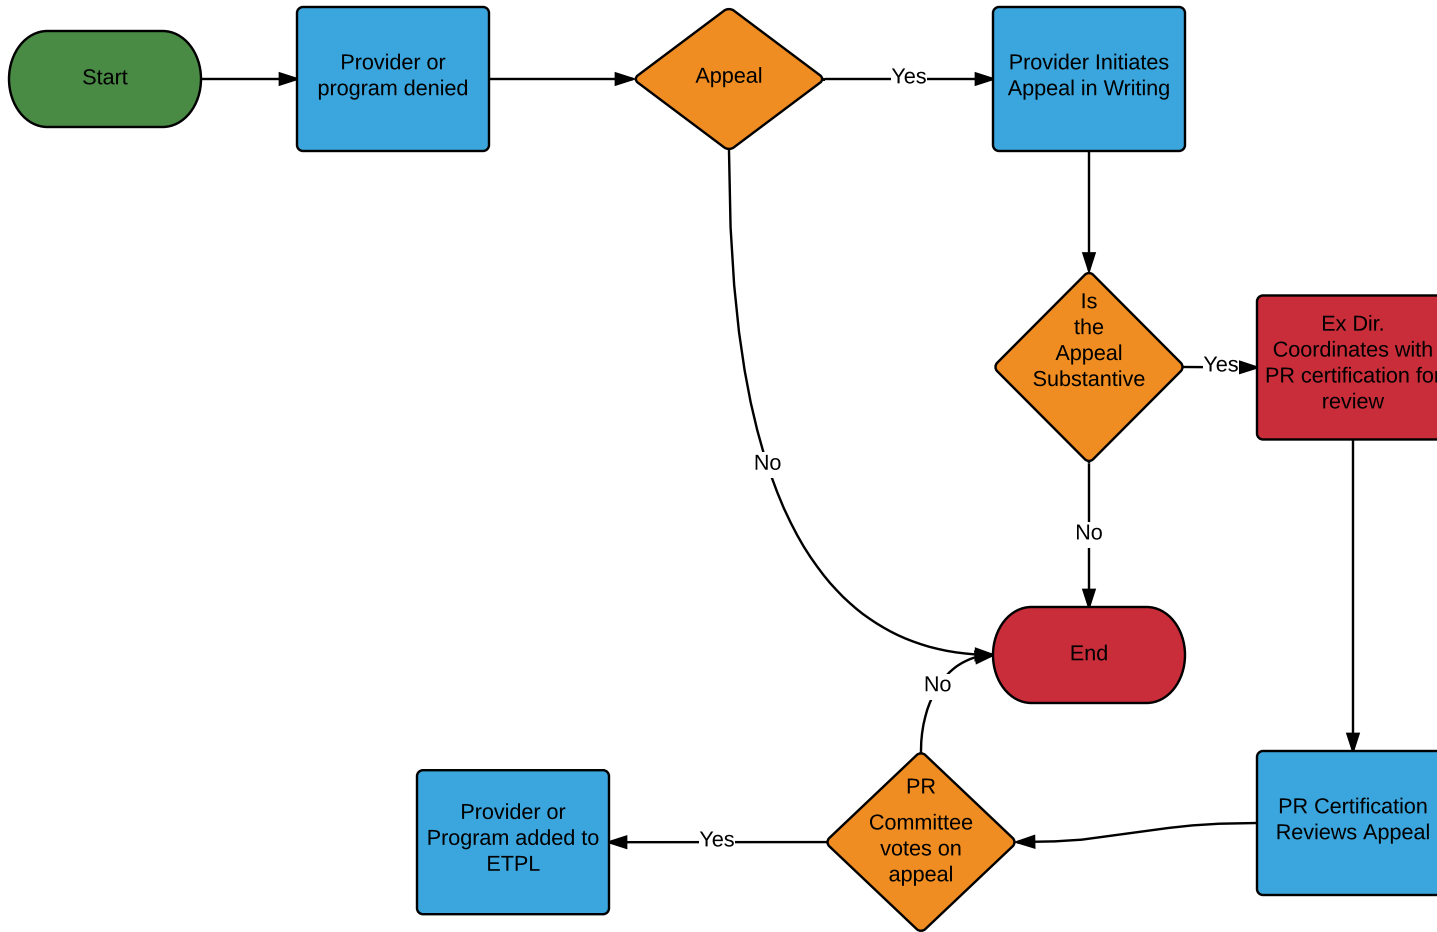 Start
Provider or
program denied
Appeal
Yes
Provider Initiates
Appeal in Writing
Is
the
Appeal
Substantive
Yes
Ex Dir.
Coordinates with
PR certification for
review
No
No
End
No
PR
Committee
votes on
appeal
Yes
Provider or
Program added to
ETPL
PR Certification
Reviews Appeal